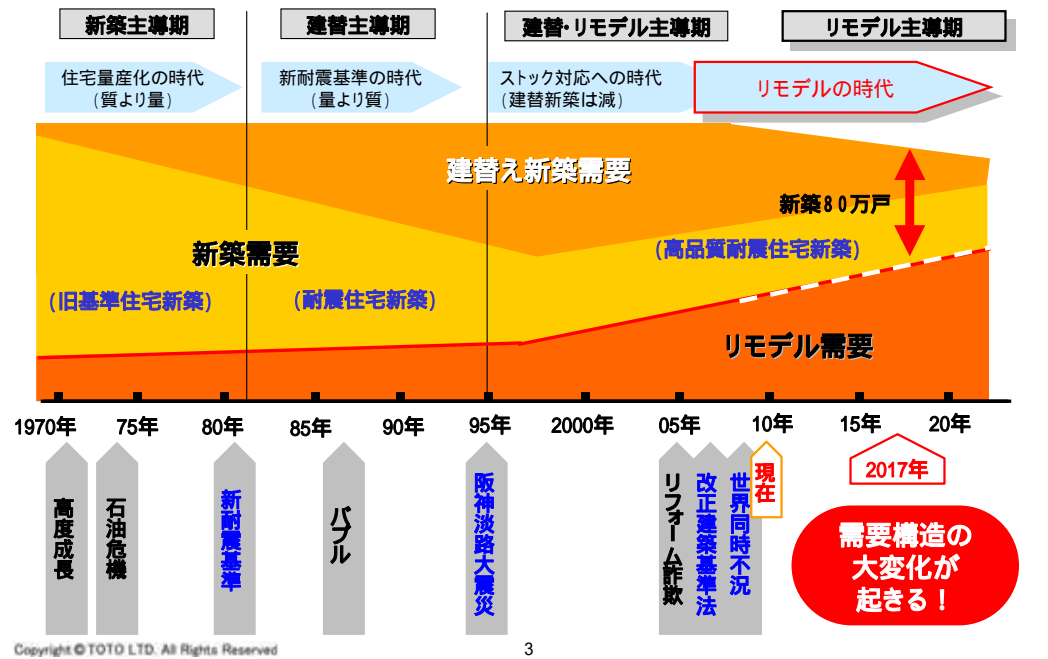 新築主導期
建替主導期
建替・リモデル主導期
リモデル主導期
住宅量産化の時代
(質より量)
新耐震基準の時代
(量より質)
ストック対応への時代
(建替新築は減)
リモデルの時代
建替え新築需要
新築80万戸
新築需要
(高品質耐震住宅新築)
(旧基準住宅新築)
(耐震住宅新築)
リモデル需要
1970年
75年
80年
85年
90年
95年
2000年
05年
10年
15年
20年
高度成長
石油危機
新耐震基準
バブル
阪神淡路大震災
リフォーム詐欺
改正建築基準法
世界同時不況
現在
2017年
需要構造の
大変化が
起きる！
Copyright © TOTO LTD. All Rights Reserved
3